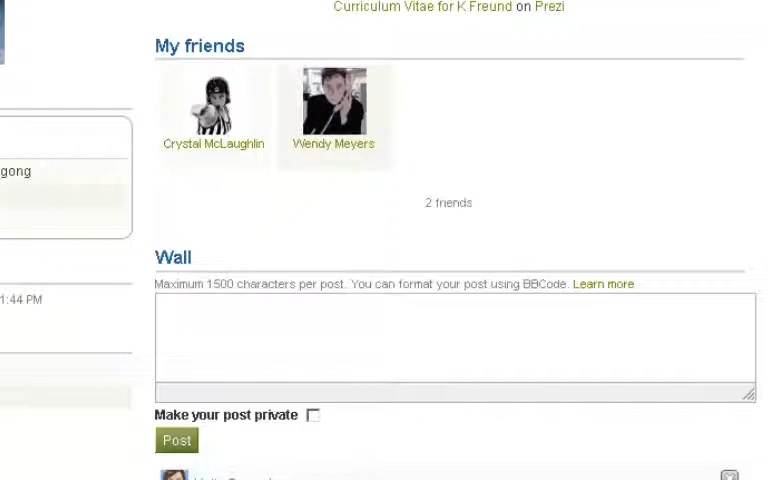 Curriculum Vitae for K Freund on Prezi
My friends
Crystal McLaughlin
Wendy Meyers
gong
2 friends
Wall
Maximum 1500 characters per post. You can format your post using BBCode. Learn more
1:44 PM
Make your post private
Post